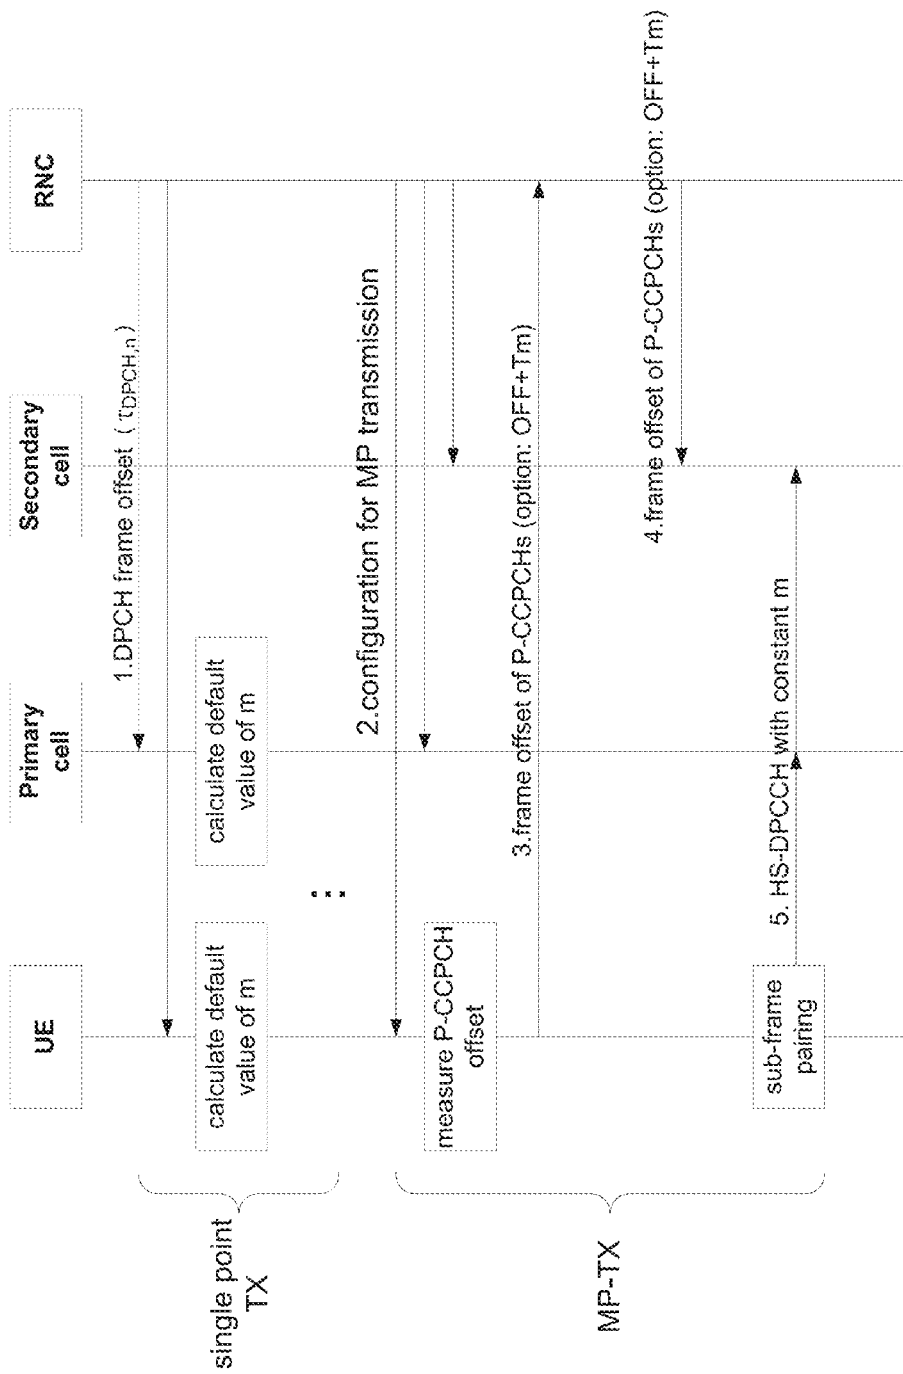 UE
Primary
cell
Secondary
cell
RNC
single point
TX
1.DPCH frame offset ( τDPCH,n)
calculate default
value of m
calculate default
value of m
...
MP-TX
2.configuration for MP transmission
measure P-CCPCH
offset
3.frame offset of P-CCPCHs (option: OFF+Tm)
4.frame offset of P-CCPCHs (option: OFF+Tm)
sub-frame
pairing
5. HS-DPCCH with constant m